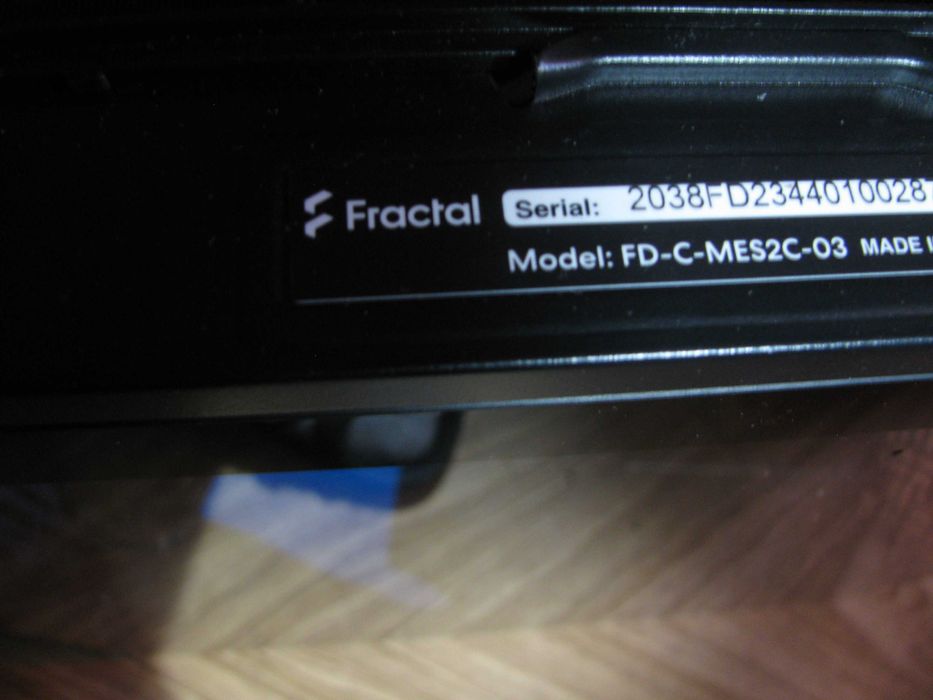 Fractal
Serial: 2038FD2344010028
Model: FD-C-MES2C-03 MADE